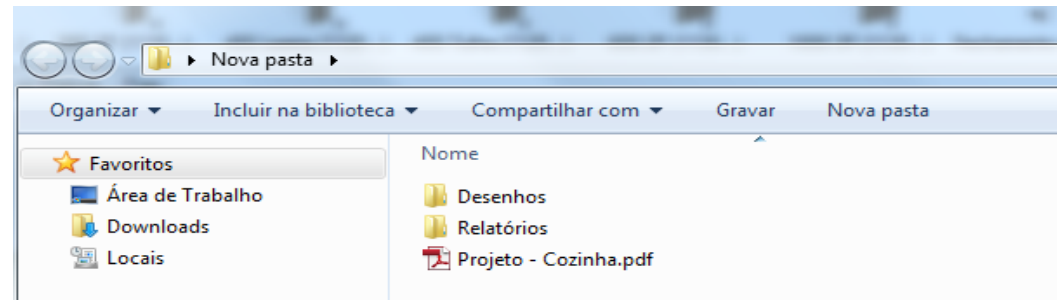 Nova pasta
Organizar Incluir na biblioteca Compartilhar com Gravar Nova pasta
Favoritos
Área de Trabalho
Downloads
Locais
Nome
Desenhos
Relatórios
Projeto - Cozinha.pdf